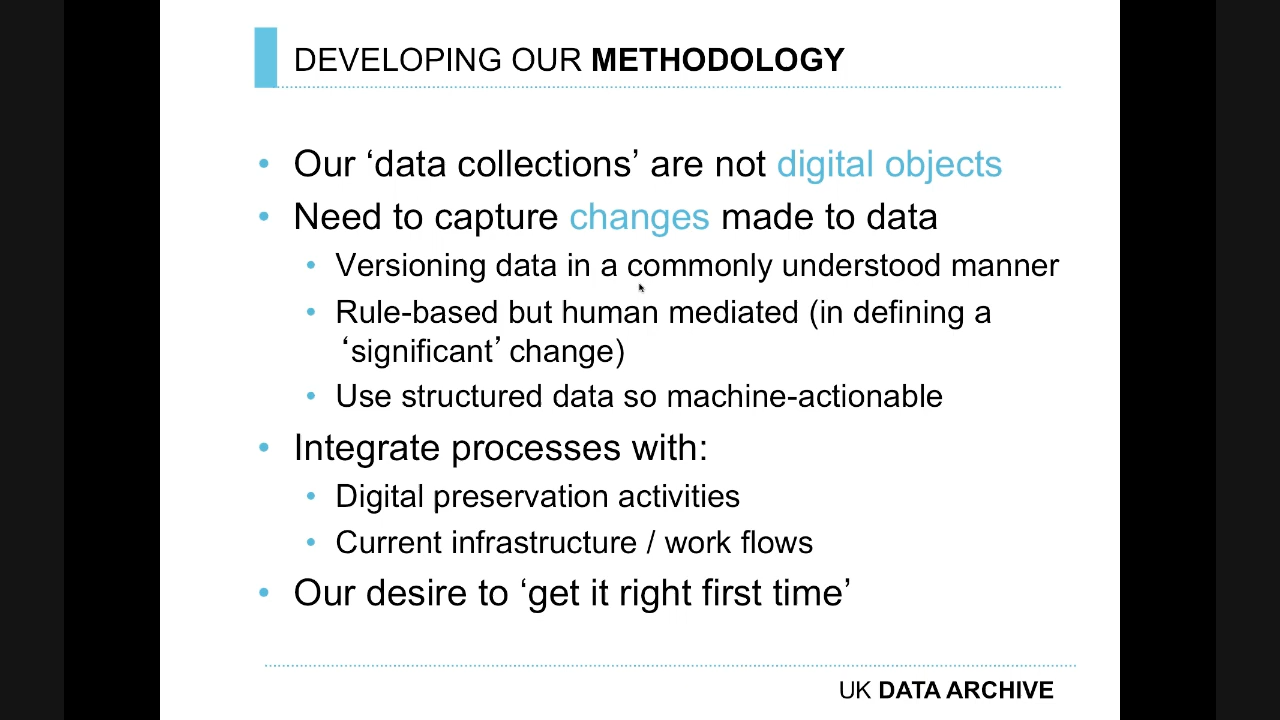 DEVELOPING OUR METHODOLOGY
• Our ‘data collections’ are not digital objects
• Need to capture changes made to data
• Versioning data in a commonly understood manner
• Rule-based but human mediated (in defining a
‘significant’ change)
• Use structured data so machine-actionable
• Integrate processes with:
• Digital preservation activities
• Current infrastructure / work flows
• Our desire to ‘get it right first time’
UK DATA ARCHIVE